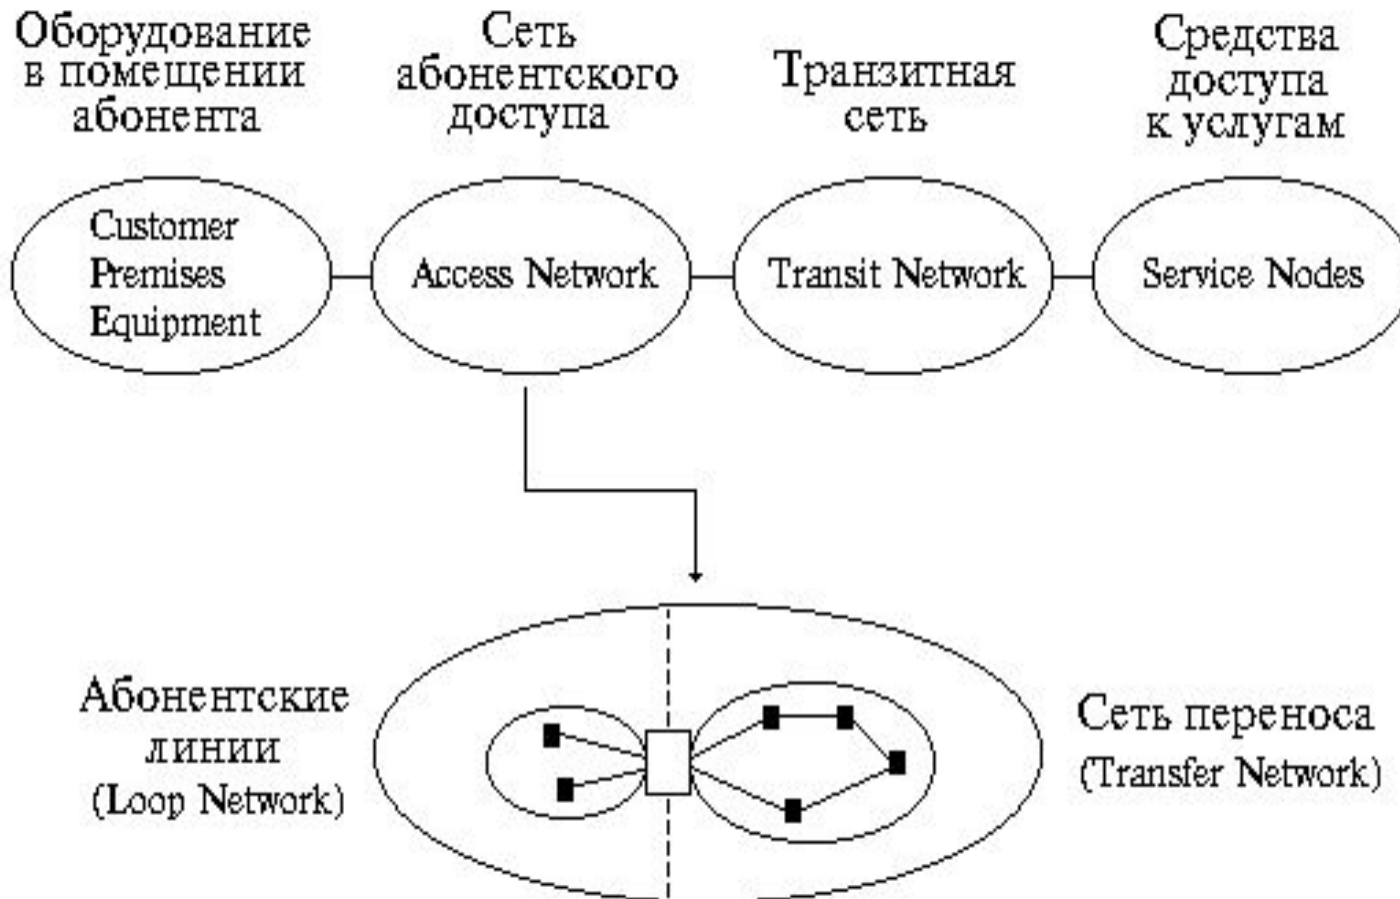 Оборудование
в помещении
абонента
Сеть
абонентского
доступа
Транзитная
сеть
Средства
доступа
к услугам
Customer
Premises
Equipment
Access Network
Transit Network
Service Nodes
Абонентские
линии
(Loop Network)
Сеть переноса
(Transfer Network)